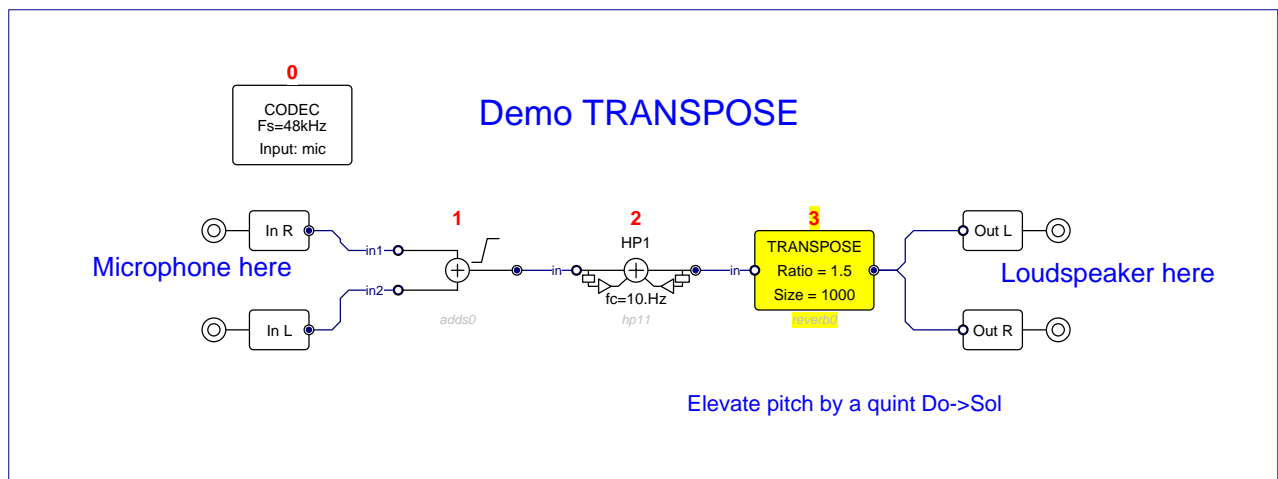 0
CODEC
Fs=48kHz
Input: mic
Demo TRANSPOSE
In R
Microphone here
In L
in1
in2
1
adds0
in
2
HP1
fc=10.Hz
hp11
in
3
TRANSPOSE
Ratio = 1.5
Size = 1000
reverb0
Out L
Loudspeaker here
Out R
Elevate pitch by a quint Do->Sol